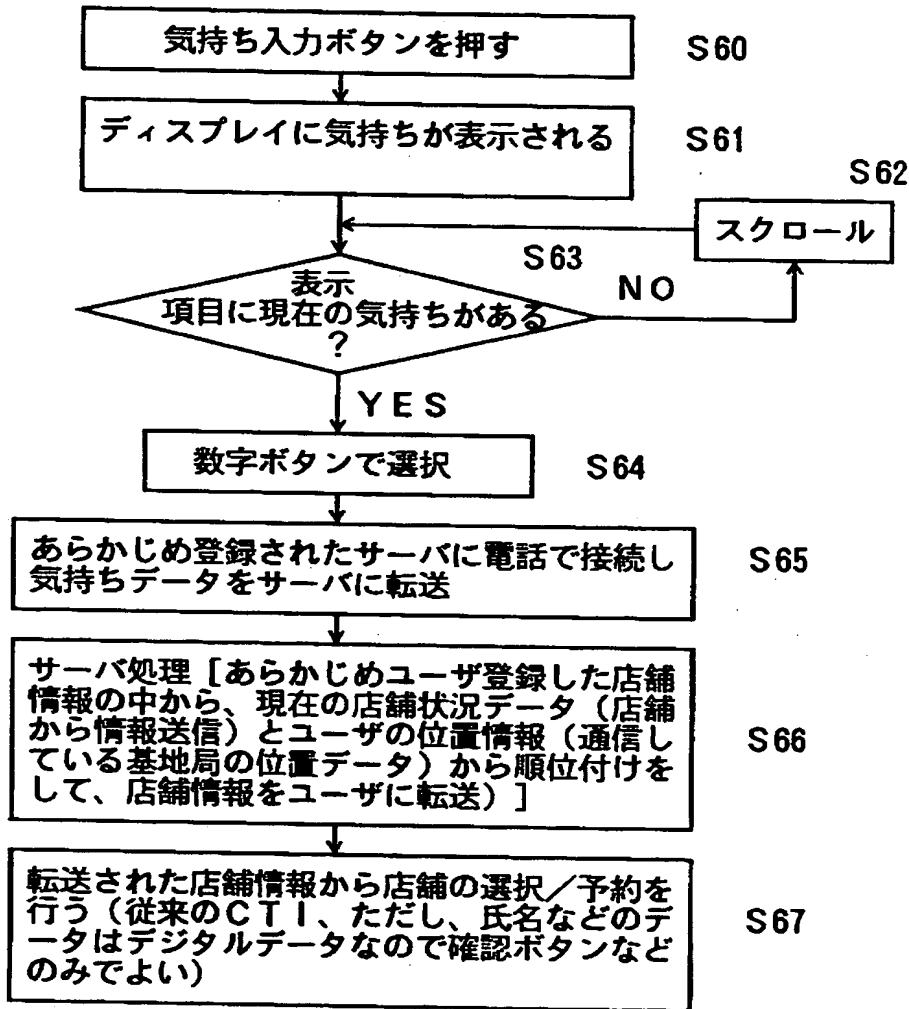 気持ち入力ボタンを押す
S60
ディスプレイに気持ちが表示される
S61
S62
スクロール
S63
表示
項目に現在の気持ちがある
?
NO
YES
数字ボタンで選択
S64
あらかじめ登録されたサーバに電話で接続し
気持ちデータをサーバに転送
S65
サーバ処理[あらかじめユーザ登録した店舗
情報の中から、現在の店舗状況データ(店舗
から情報送信)とユーザの位置情報(通信し
ている基地局の位置データ)から順位付けを
して、店舗情報をユーザに転送)]
S66
転送された店舗情報から店舗の選択/予約を
行う(従来のCTI、ただし、氏名などのデ
ータはデジタルデータなので確認ボタンなど
のみでよい)
S67